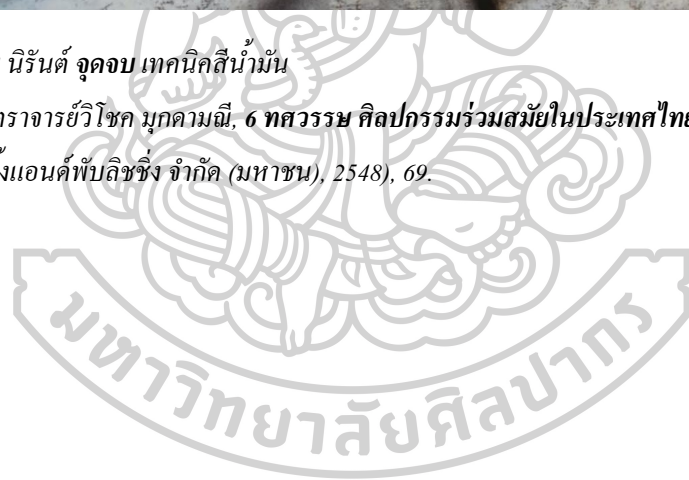 นิรันต์ จุดจบ เทคนิคสีน้ำมัน
ทราจารย์วิโชค มุกดามณี, 6 ทศวรรษ ศิลปกรรมร่วมสมัยในประเทศไทย
แอนด์พับลิชชิ่ง จำกัด (มหาชน), 2548), 69.
มหาวิทยาลัยศิลปากร